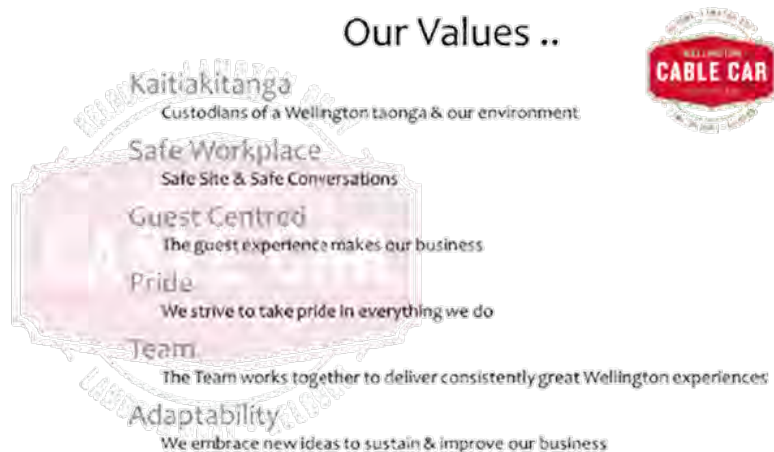 Our Values ..
WELLINGTON
CABLE CAR
Kaitiakitanga
Custodians of a Wellington taonga & our environment
Safe Workplace
Safe Site & Safe Conversations
Guest Centred
The guest experience makes our business
Pride
We strive to take pride in everything we do
Team
The Team works together to deliver consistently great Wellington experiences
Adaptability
We embrace new ideas to sustain & improve our business